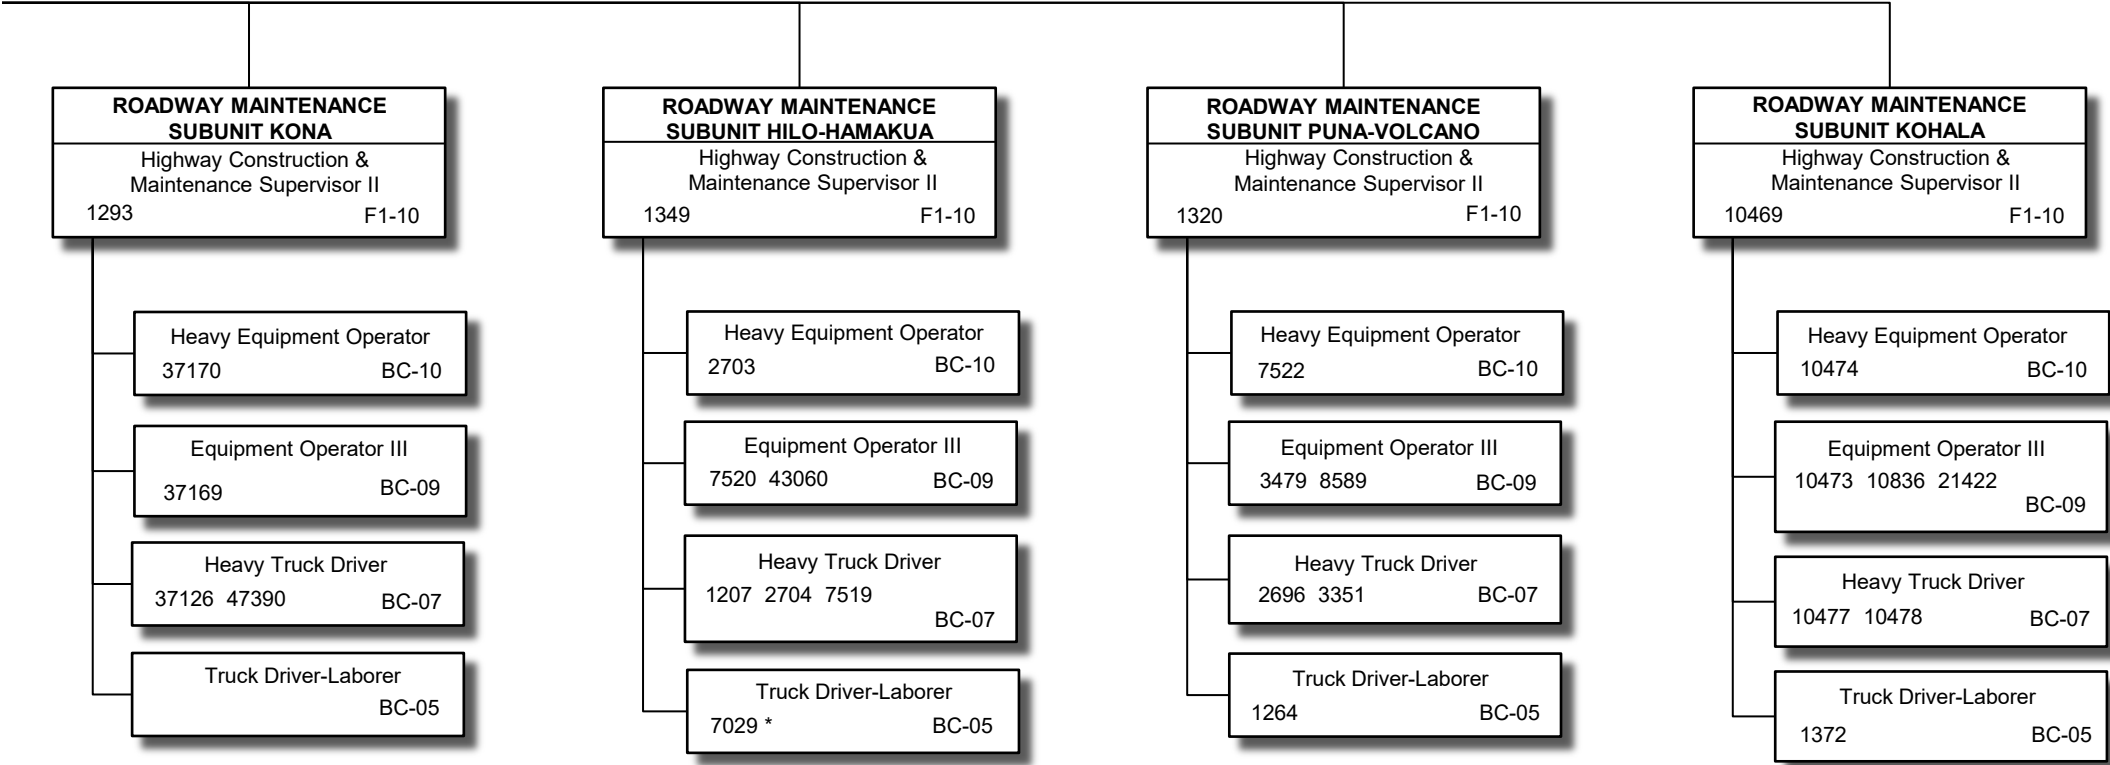 ROADWAY MAINTENANCE
SUBUNIT KONA
Highway Construction &
Maintenance Supervisor II
1293 F1-10
Heavy Equipment Operator
37170 BC-10
Equipment Operator III
37169 BC-09
Heavy Truck Driver
37126 47390 BC-07
Truck Driver-Laborer
BC-05
ROADWAY MAINTENANCE
SUBUNIT HILO-HAMAKUA
Highway Construction &
Maintenance Supervisor II
1349 F1-10
Heavy Equipment Operator
2703 BC-10
Equipment Operator III
7520 43060 BC-09
Heavy Truck Driver
1207 2704 7519
BC-07
Truck Driver-Laborer
7029 * BC-05
ROADWAY MAINTENANCE
SUBUNIT PUNA-VOLCANO
Highway Construction &
Maintenance Supervisor II
1320 F1-10
Heavy Equipment Operator
7522 BC-10
Equipment Operator III
3479 8589 BC-09
Heavy Truck Driver
2696 3351 BC-07
Truck Driver-Laborer
1264 BC-05
ROADWAY MAINTENANCE
SUBUNIT KOHALA
Highway Construction &
Maintenance Supervisor II
10469 F1-10
Heavy Equipment Operator
10474 BC-10
Equipment Operator III
10473 10836 21422
BC-09
Heavy Truck Driver
10477 10478 BC-07
Truck Driver-Laborer
1372 BC-05